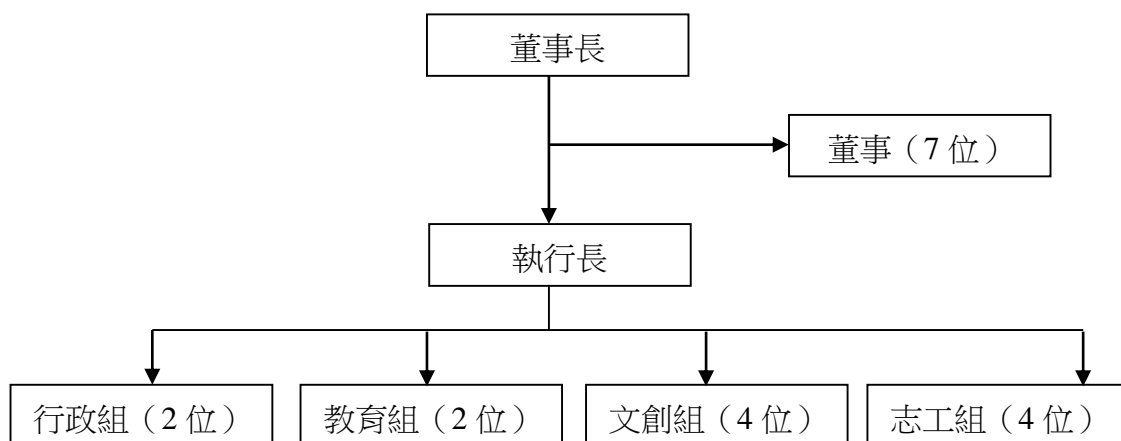 董事長
董事（7 位）
執行長
行政組（2 位）
教育組（2 位）
文創組（4 位）
志工組（4 位）